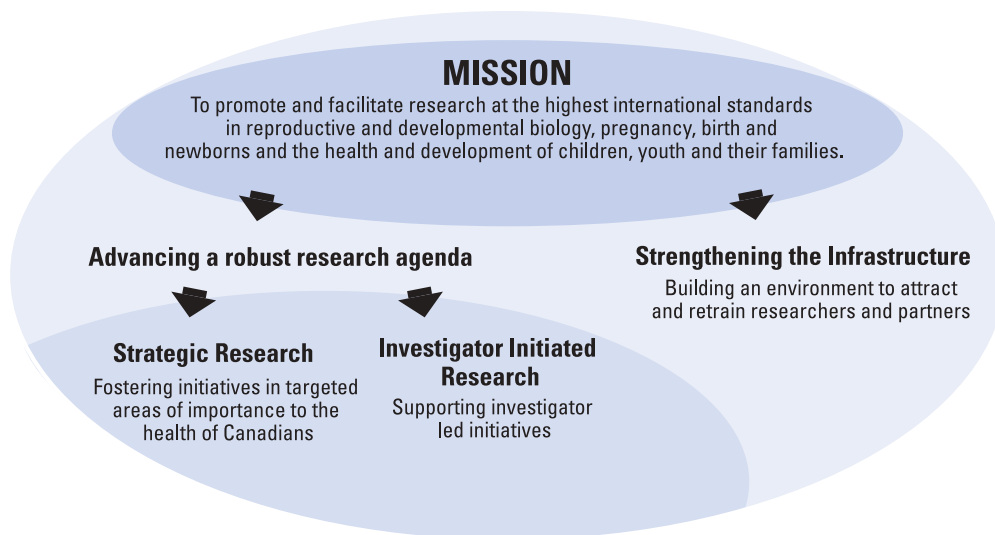 MISSION
To promote and facilitate research at the highest international standards
in reproductive and developmental biology, pregnancy, birth and
newborns and the health and development of children, youth and their families.
Advancing a robust research agenda
Strengthening the Infrastructure
Building an environment to attract
and retrain researchers and partners
Strategic Research
Fostering initiatives in targeted
areas of importance to the
health of Canadians
Investigator Initiated
Research
Supporting investigator
led initiatives